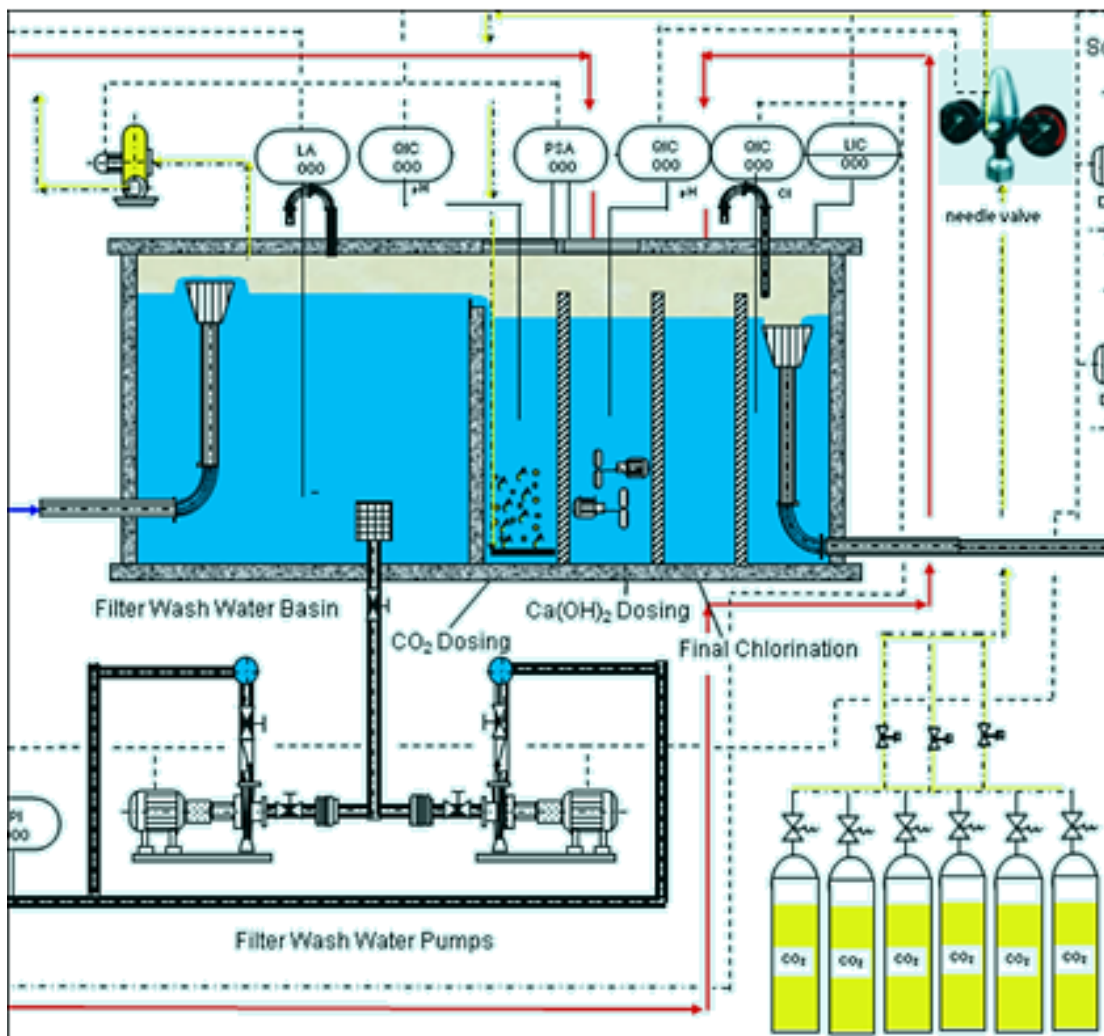 LA
000
QIC
000
PSA
000
QIC
000
QIC
000
LIC
000
pH
pH
Cl
needle valve
Filter Wash Water Basin
CO₂ Dosing
Ca(OH)₂ Dosing
Final Chlorination
Filter Wash Water Pumps
CO₂
CO₂
CO₂
CO₂
CO₂
CO₂